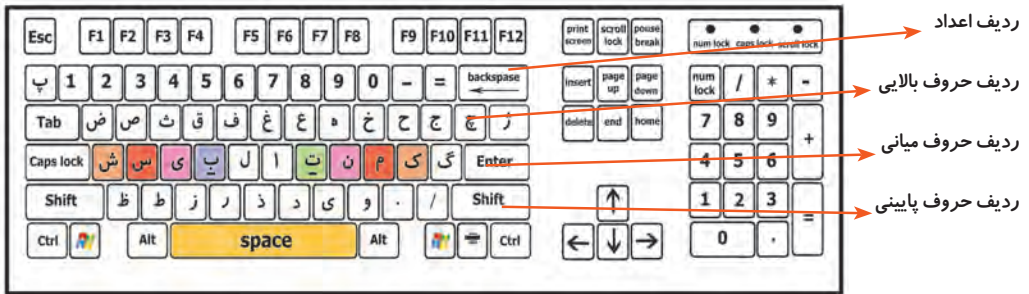 ردیف اعداد
ردیف حروف بالایی
ردیف حروف میانی
ردیف حروف پایینی
Esc F1 F2 F3 F4 F5 F6 F7 F8 F9 F10 F11 F12 print screen scroll lock pouse break num lock caps lock scroll lock
پ 1 2 3 4 5 6 7 8 9 0 - = backspase insert page up page down num lock / * -
Tab ض ص ث ق ف غ ع ه خ ح ج چ ژ delete end home 7 8 9 +
Caps lock ش س ی ب ل ا ت ن م ک گ Enter 4 5 6
Shift ظ ط ز ر ذ د ی و . / Shift ↑ 1 2 3 =
Ctrl Alt space Alt Ctrl ← ↓ → 0 .